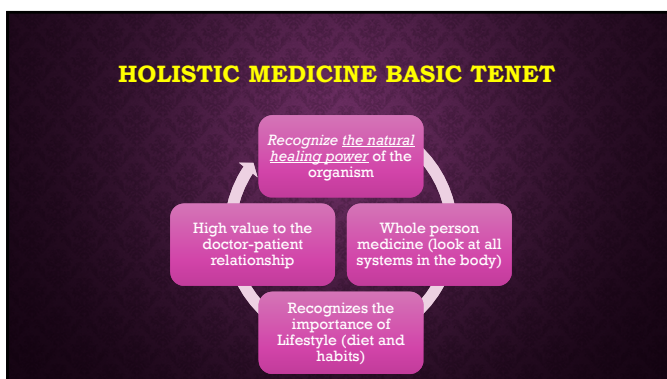 HOLISTIC MEDICINE BASIC TENET
Recognize the natural
healing power of the
organism
High value to the
doctor-patient
relationship
Whole person
medicine (look at all
systems in the body)
Recognizes the
importance of
Lifestyle (diet and
habits)